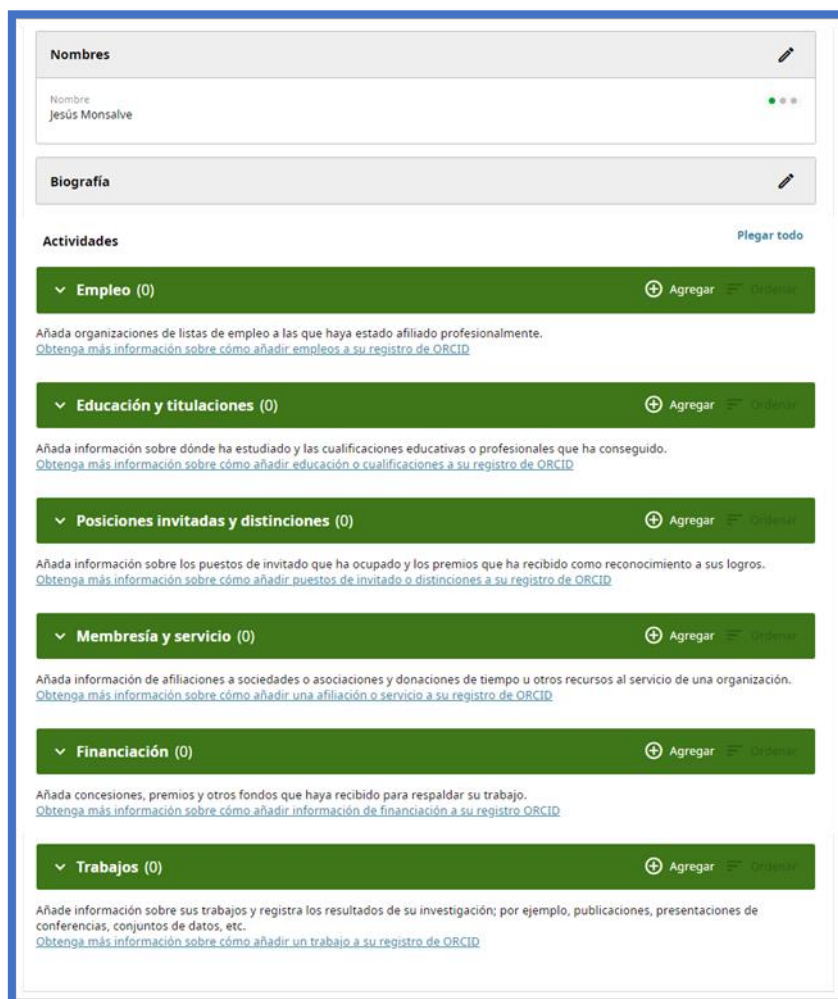 Nombres
Nombre
Jesús Monsalve
Biografía
Actividades
Plegar todo
Empleo (0) Agregar Ordenar
Añada organizaciones de listas de empleo a las que haya estado afiliado profesionalmente.
Obtenga más información sobre cómo añadir empleos a su registro de ORCID
Educación y titulaciones (0) Agregar Ordenar
Añada información sobre dónde ha estudiado y las cualificaciones educativas o profesionales que ha conseguido.
Obtenga más información sobre cómo añadir educación o cualificaciones a su registro de ORCID
Posiciones invitadas y distinciones (0) Agregar Ordenar
Añada información sobre los puestos de invitado que ha ocupado y los premios que ha recibido como reconocimiento a sus logros.
Obtenga más información sobre cómo añadir puestos de invitado o distinciones a su registro de ORCID
Membresía y servicio (0) Agregar Ordenar
Añada información de afiliaciones a sociedades o asociaciones y donaciones de tiempo u otros recursos al servicio de una organización.
Obtenga más información sobre cómo añadir una afiliación o servicio a su registro de ORCID
Financiación (0) Agregar Ordenar
Añada concesiones, premios y otros fondos que haya recibido para respaldar su trabajo.
Obtenga más información sobre cómo añadir información de financiación a su registro ORCID
Trabajos (0) Agregar Ordenar
Añade información sobre sus trabajos y registra los resultados de su investigación; por ejemplo, publicaciones, presentaciones de
conferencias, conjuntos de datos, etc.
Obtenga más información sobre cómo añadir un trabajo a su registro de ORCID